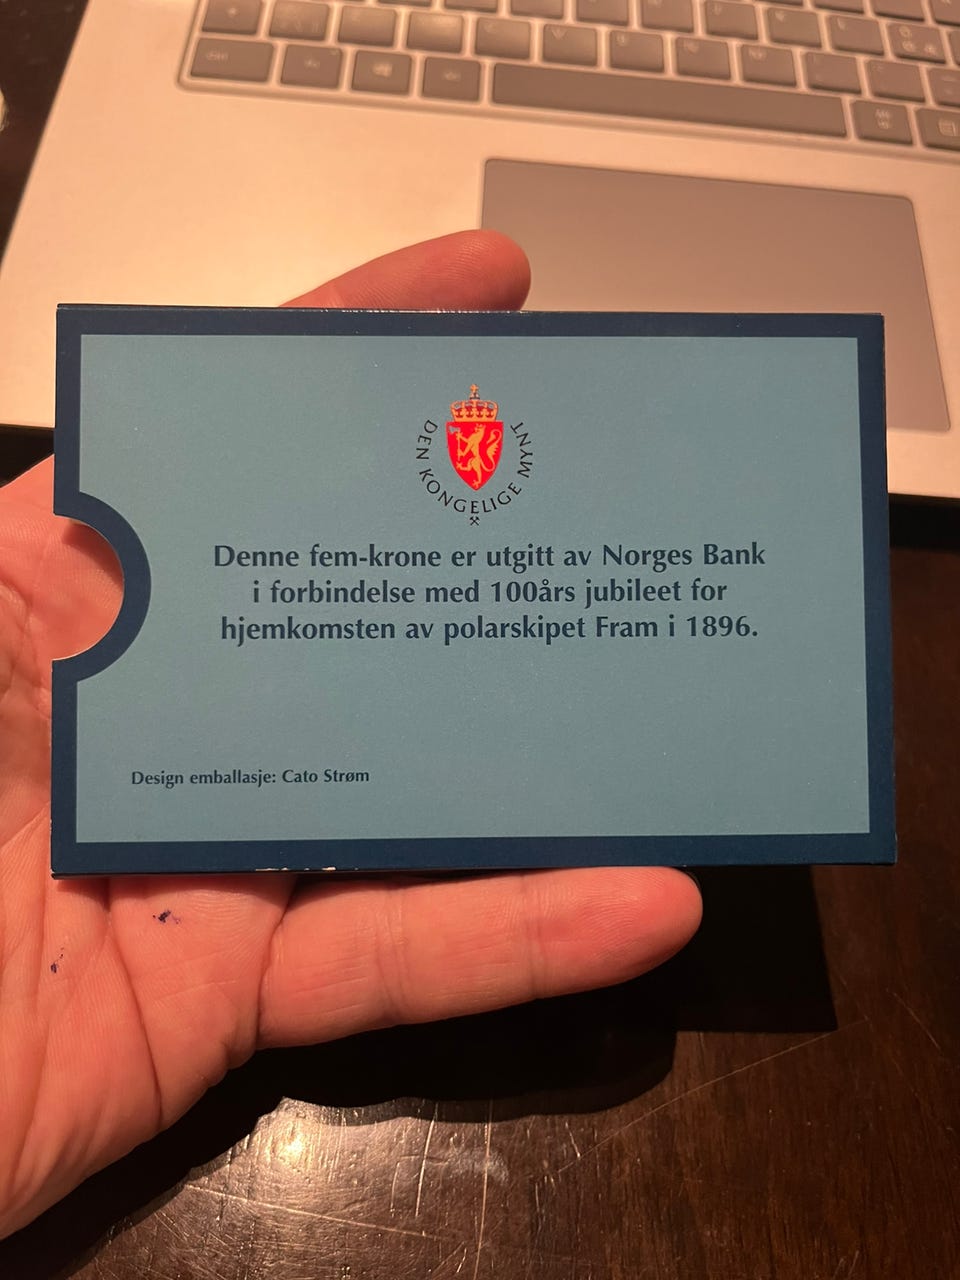 DEN KONGELIGE MYNT
Denne fem-krone er utgitt av Norges Bank
i forbindelse med 100års jubileet for
hjemkomsten av polarskipet Fram i 1896.
Design emballasje: Cato Strøm